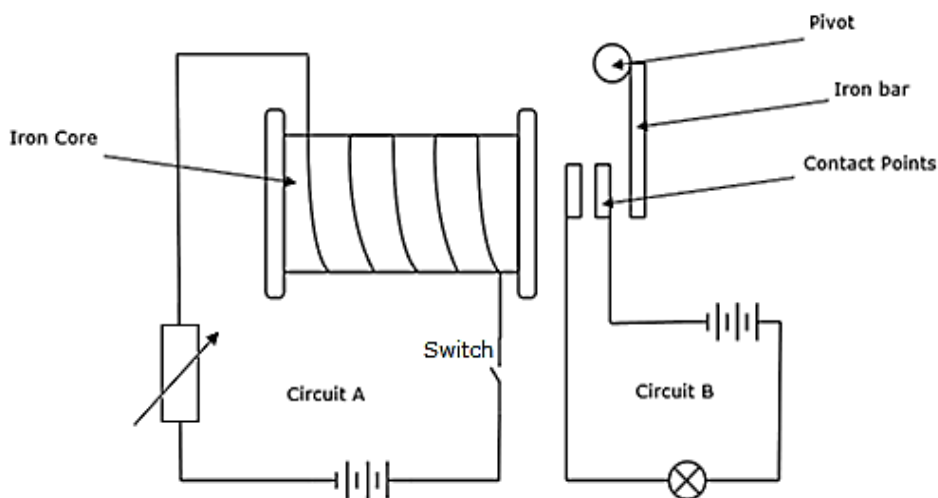 Pivot
Iron bar
Iron Core
Contact Points
Switch
Circuit A
Circuit B